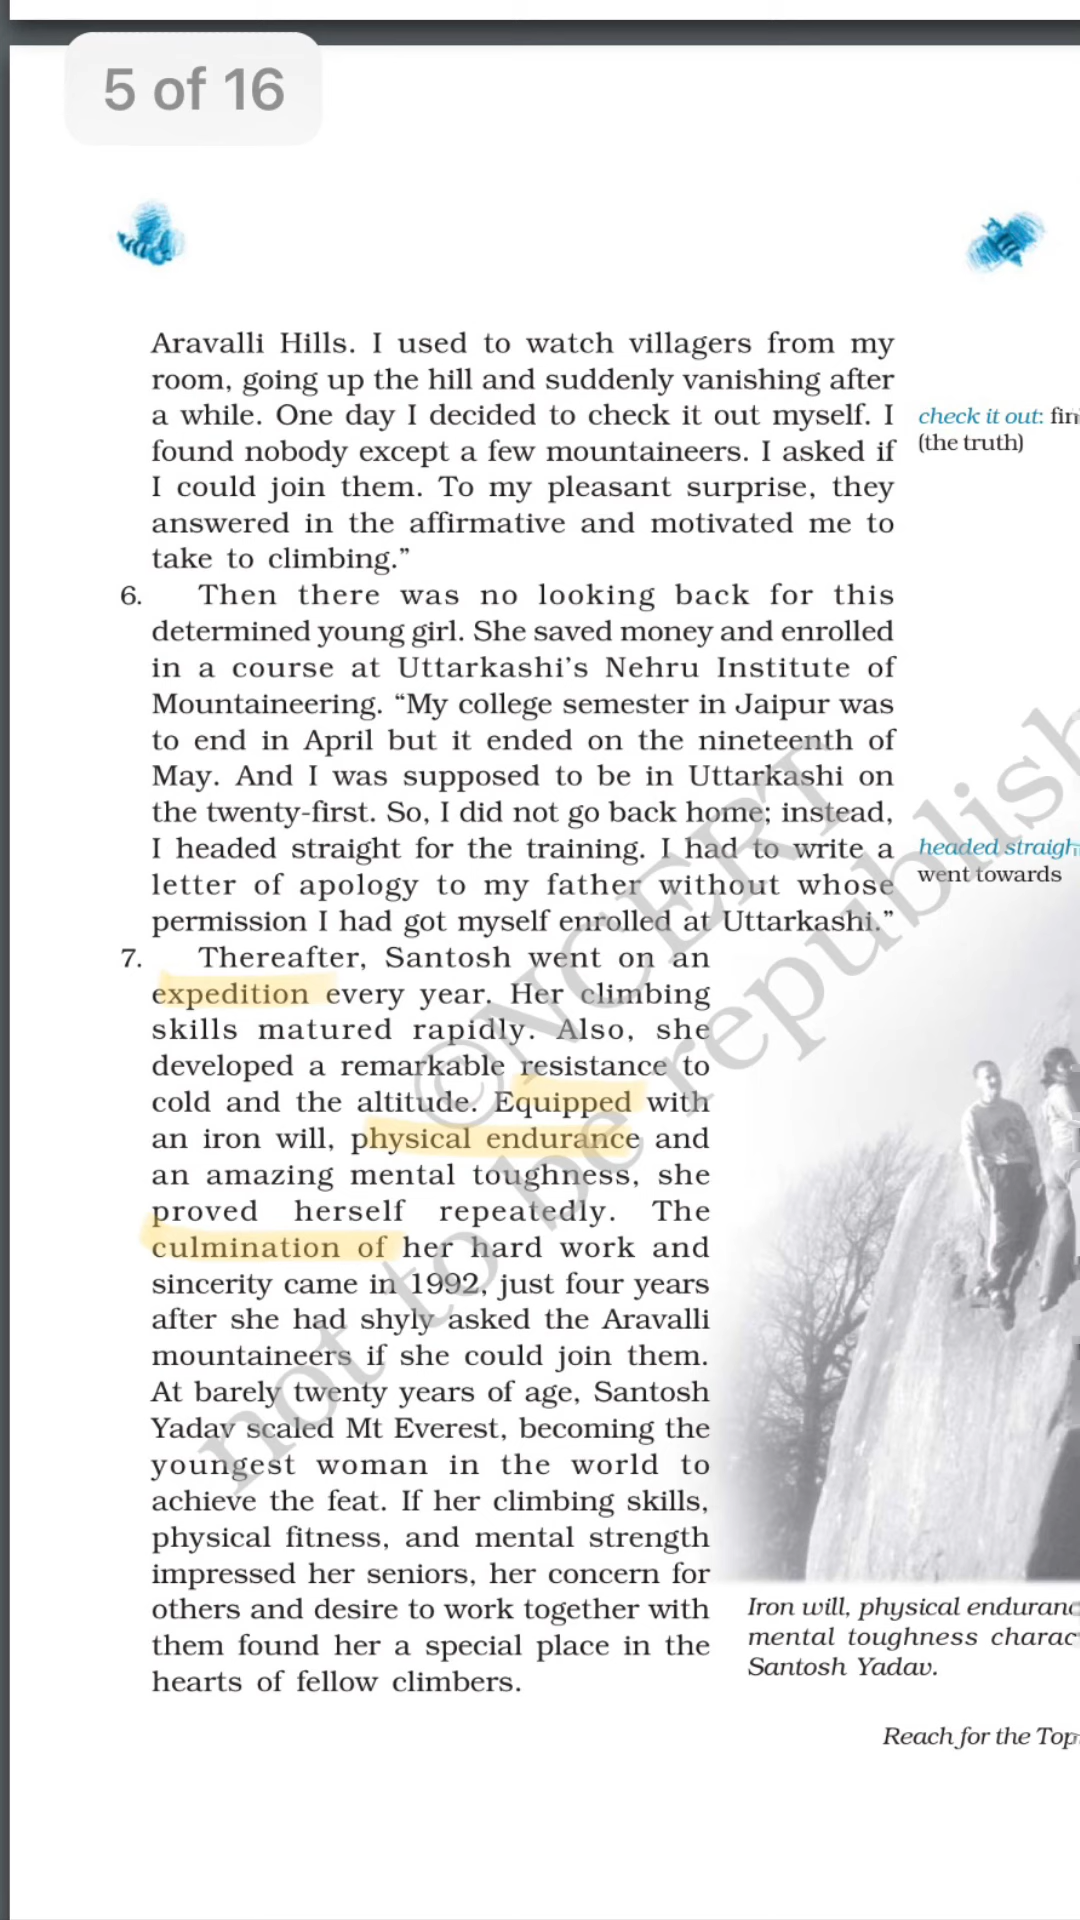 5 of 16
Aravalli Hills. I used to watch villagers from my
room, going up the hill and suddenly vanishing after
a while. One day I decided to check it out myself. I
found nobody except a few mountaineers. I asked if
I could join them. To my pleasant surprise, they
answered in the affirmative and motivated me to
take to climbing.”
check it out: fin
(the truth)
6. Then there was no looking back for this
determined young girl. She saved money and enrolled
in a course at Uttarkashi’s Nehru Institute of
Mountaineering. “My college semester in Jaipur was
to end in April but it ended on the nineteenth of
May. And I was supposed to be in Uttarkashi on
the twenty-first. So, I did not go back home; instead,
I headed straight for the training. I had to write a
letter of apology to my father without whose
permission I had got myself enrolled at Uttarkashi.”
headed straigh
went towards
7. Thereafter, Santosh went on an
expedition every year. Her climbing
skills matured rapidly. Also, she
developed a remarkable resistance to
cold and the altitude. Equipped with
an iron will, physical endurance and
an amazing mental toughness, she
proved herself repeatedly. The
culmination of her hard work and
sincerity came in 1992, just four years
after she had shyly asked the Aravalli
mountaineers if she could join them.
At barely twenty years of age, Santosh
Yadav scaled Mt Everest, becoming the
youngest woman in the world to
achieve the feat. If her climbing skills,
physical fitness, and mental strength
impressed her seniors, her concern for
others and desire to work together with
them found her a special place in the
hearts of fellow climbers.
Iron will, physical enduranc
mental toughness charac
Santosh Yadav.
Reach for the Top
©NCERT
not to be republish